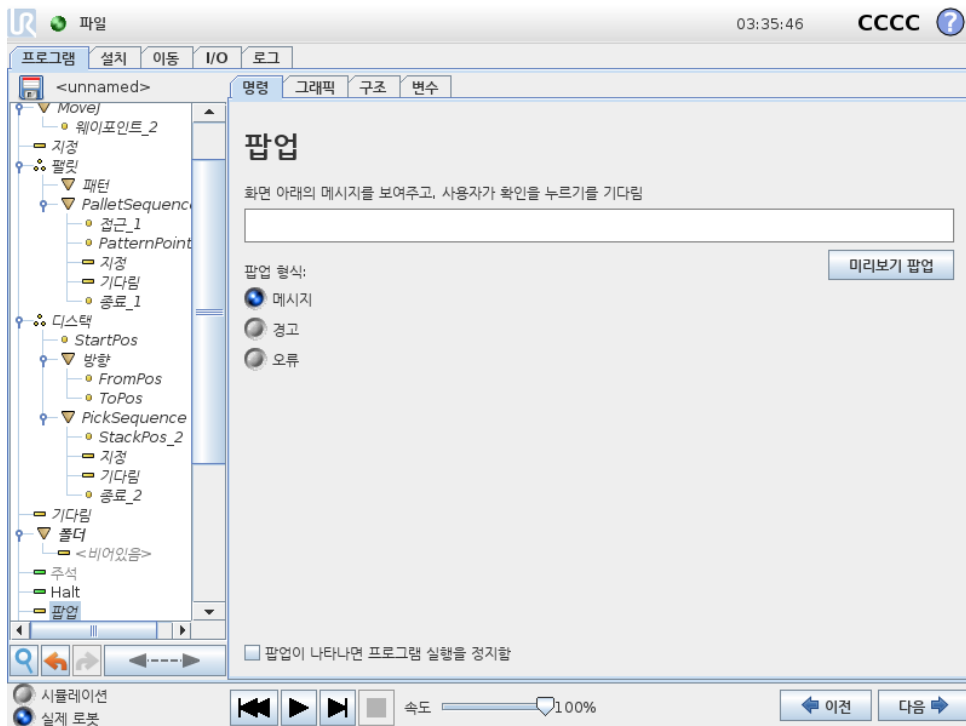 UR 파일 03:35:46 CCCC ?
프로그램 설치 이동 I/O 로그
<unnamed>
명령 그래픽 구조 변수
MoveJ
웨이포인트_2
지정
팰릿
패턴
PalletSequenc
접근_1
PatternPoint
지정
기다림
종료_1
디스택
StartPos
방향
FromPos
ToPos
PickSequence
StackPos_2
지정
기다림
종료_2
기다림
폴더
<비어있음>
주석
Halt
팝업
팝업
화면 아래의 메시지를 보여주고, 사용자가 확인을 누르기를 기다림
미리보기 팝업
팝업 형식:
메시지
경고
오류
팝업이 나타나면 프로그램 실행을 정지함
시뮬레이션
실제 로봇
속도 100%
이전 다음